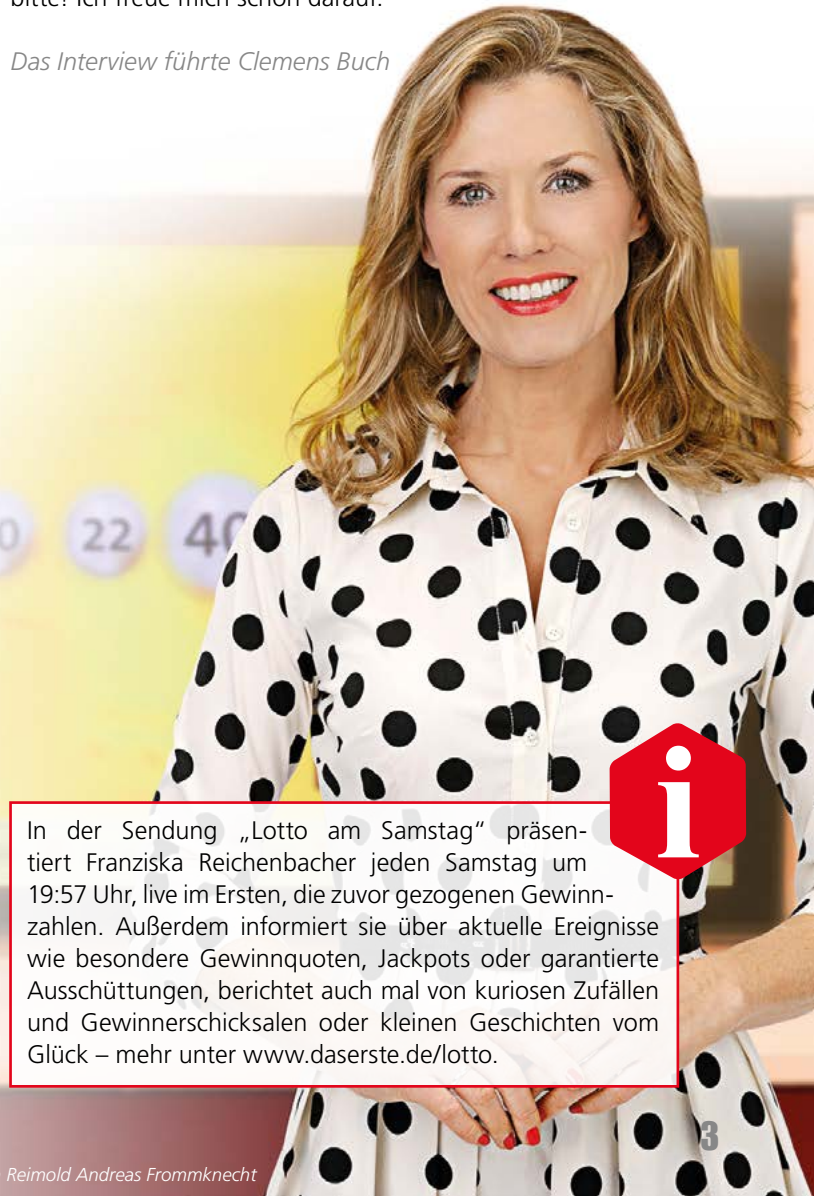 bitte? Ich freue mich schon darauf.
Das Interview führte Clemens Buch
0 22 40
i
In der Sendung „Lotto am Samstag“ präsen-
tiert Franziska Reichenbacher jeden Samstag um
19:57 Uhr, live im Ersten, die zuvor gezogenen Gewinn-
zahlen. Außerdem informiert sie über aktuelle Ereignisse
wie besondere Gewinnquoten, Jackpots oder garantierte
Ausschüttungen, berichtet auch mal von kuriosen Zufällen
und Gewinnerschicksalen oder kleinen Geschichten vom
Glück – mehr unter www.daserste.de/lotto.
3
Reimold Andreas Frommknecht